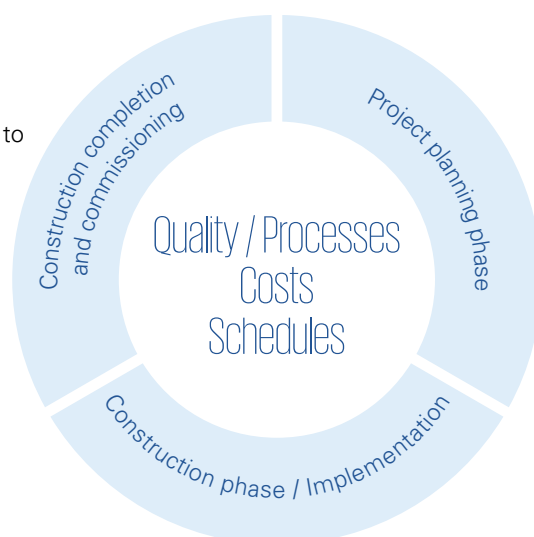 to
Construction completion
and commissioning
Project planning phase
Quality / Processes
Costs
Schedules
Construction phase / Implementation